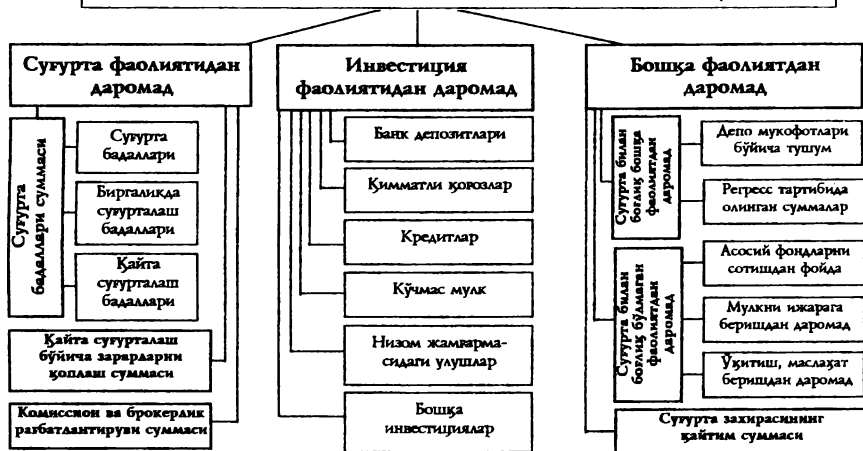 Суғурта фаолиятидан
даромад
Суғурта
бадаллари суммаси
Суғурта
бадаллари
Биргаликда
суғурталаш
бадаллари
Қайта
суғурталаш
бадаллари
Қайта суғурталаш
бўйича зарарларни
қоплаш суммаси
Комиссион ва брокерлик
рағбатлантируви суммаси
Инвестиция
фаолиятидан даромад
Банк депозитлари
Қимматли қоғозлар
Кредитлар
Кўчмас мулк
Низом жамғарма-
сидаги улушлар
Бошқа
инвестициялар
Бошқа фаолиятдан
даромад
Суғурта билан
боғлиқ бошқа
фаолиятдан
даромад
Депо мукофотлари
бўйича тушум
Регресс тартибида
олинган суммалар
Суғурта билан
боғлиқ бўлмаган
фаолиятдан
даромад
Асосий фондларни
сотишдан фойда
Мулкни ижарага
беришдан даромад
Ўқитиш, маслаҳат
беришдан даромад
Суғурта захирасининг
қайтим суммаси